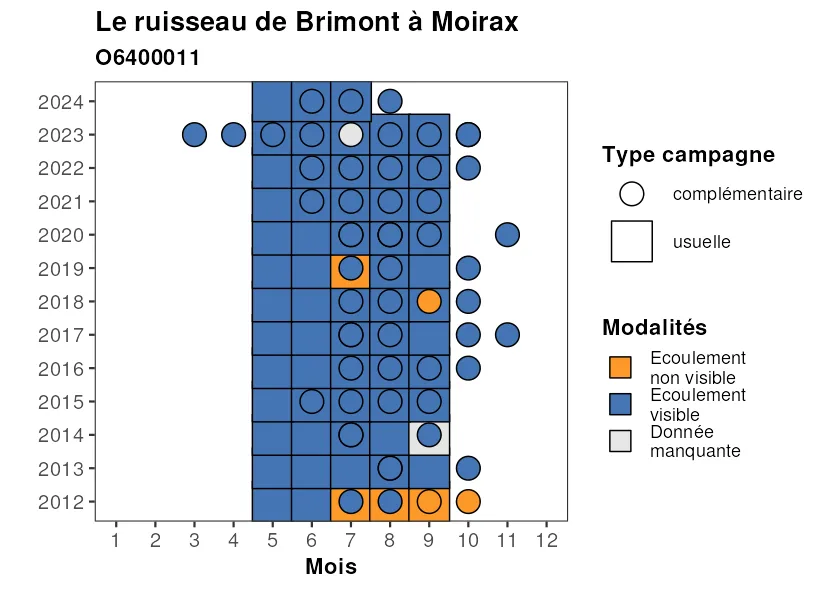 Le ruisseau de Brimont à Moirax
O6400011
2024
2023
2022
2021
2020
2019
2018
2017
2016
2015
2014
2013
2012
1 2 3 4 5 6 7 8 9 10 11 12
Mois
Type campagne
complémentaire
usuelle
Modalités
Ecoulement
non visible
Ecoulement
visible
Donnée
manquante